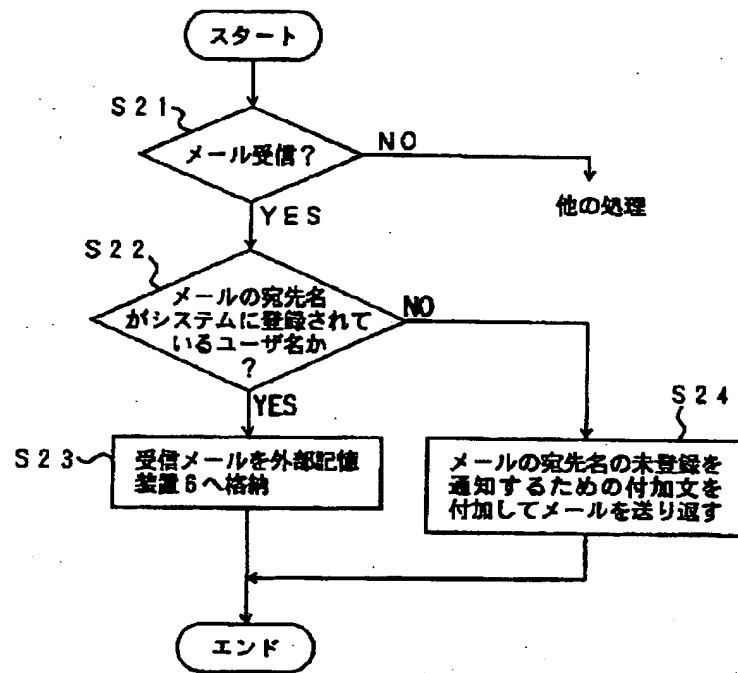 スタート
S21
メール受信？
NO
他の処理
YES
S22
メールの宛先名
がシステムに登録されて
いるユーザ名か
？
NO
YES
S23
受信メールを外部記憶
装置6へ格納
S24
メールの宛先名の未登録を
通知するための付加文を
付加してメールを送り返す
エンド